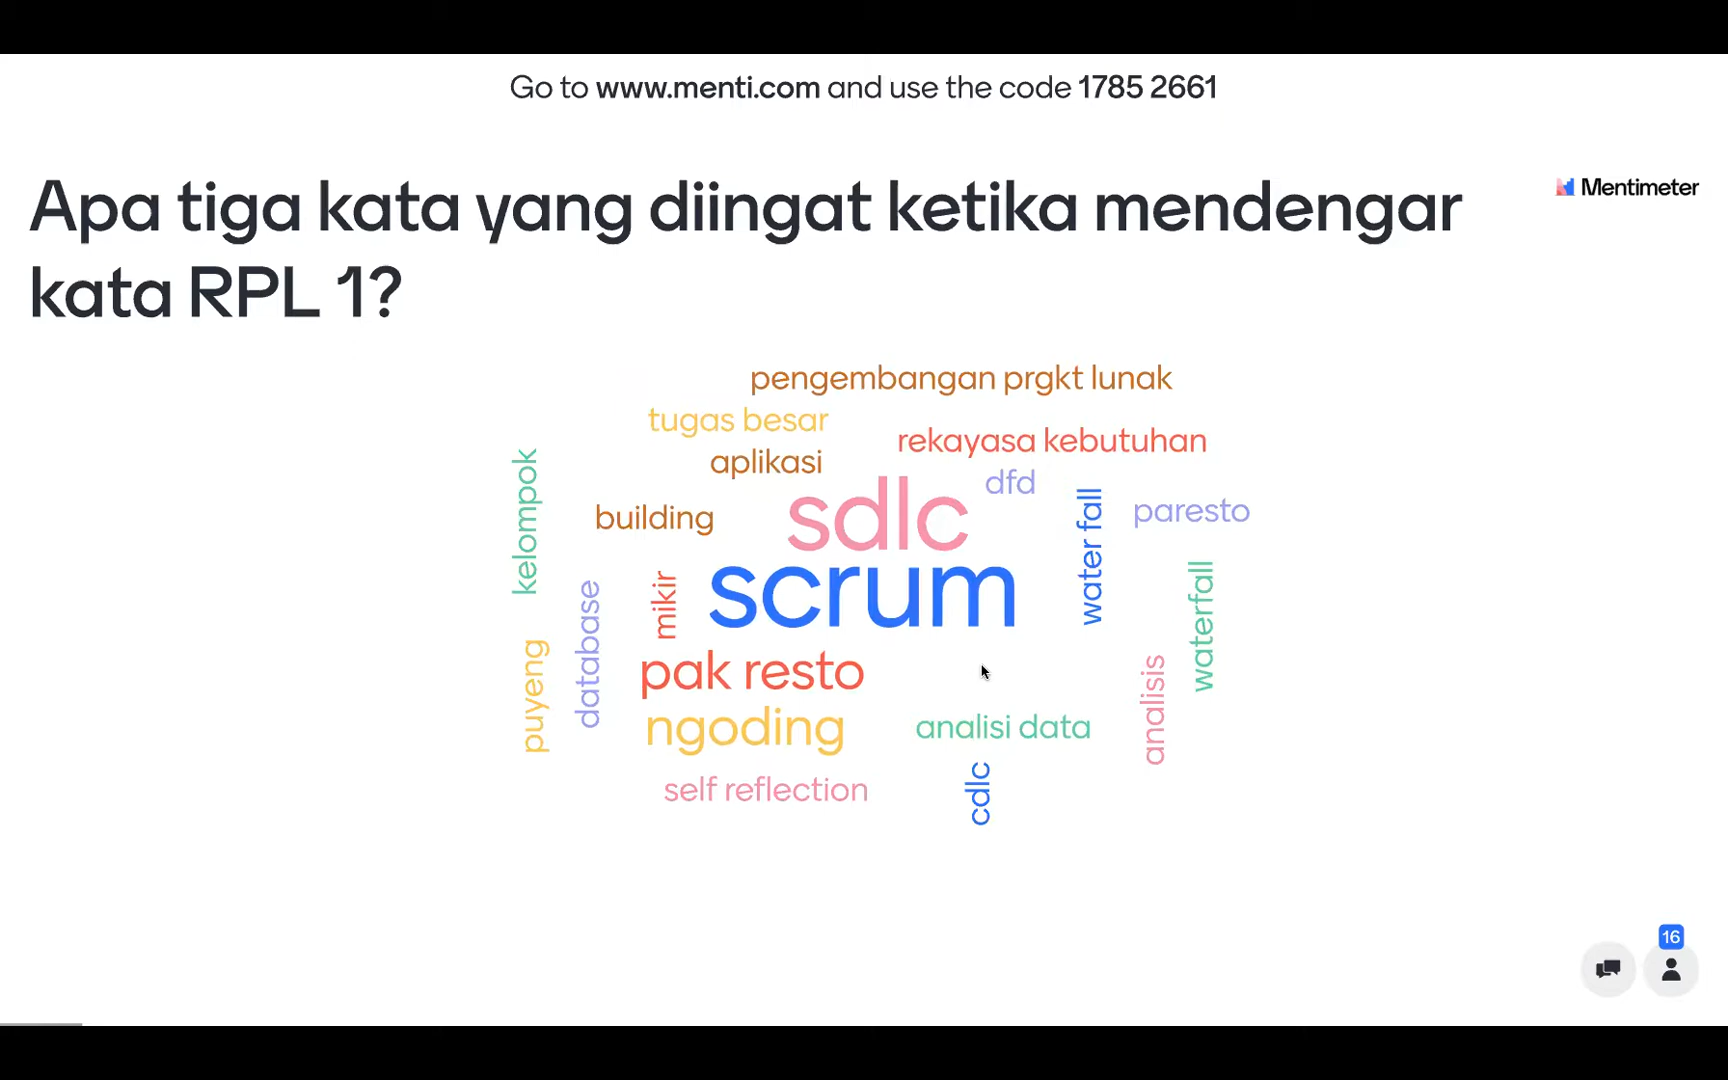 Go to www.menti.com and use the code 1785 2661
Apa tiga kata yang diingat ketika mendengar
kata RPL 1?
Mentimeter
pengembangan prgkt lunak
tugas besar
rekayasa kebutuhan
aplikasi
dfd
kelompok
building
sdlc
water fall
paresto
database
mikir
scrum
waterfall
puyeng
pak resto
analisis
ngoding
analisi data
self reflection
cdlc
16